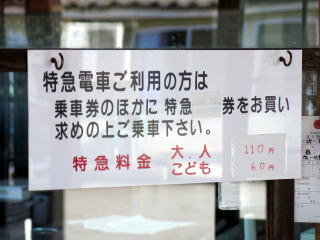 特急電車ご利用の方は
乗車券のほかに 特急 券をお買い
求めの上ご乗車下さい。
特急料金 大.人 110円
こども 60円